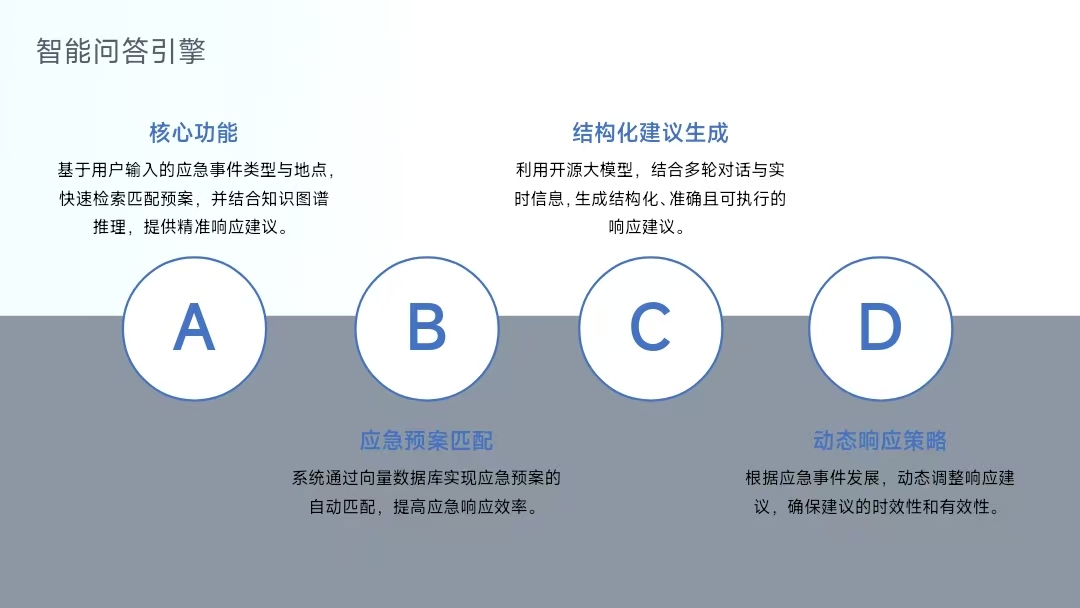 智能问答引擎
核心功能
基于用户输入的应急事件类型与地点，
快速检索匹配预案，并结合知识图谱
推理，提供精准响应建议。
结构化建议生成
利用开源大模型，结合多轮对话与实
时信息，生成结构化、准确且可执行的
响应建议。
A
B
C
D
应急预案匹配
系统通过向量数据库实现应急预案的
自动匹配，提高应急响应效率。
动态响应策略
根据应急事件发展，动态调整响应建
议，确保建议的时效性和有效性。